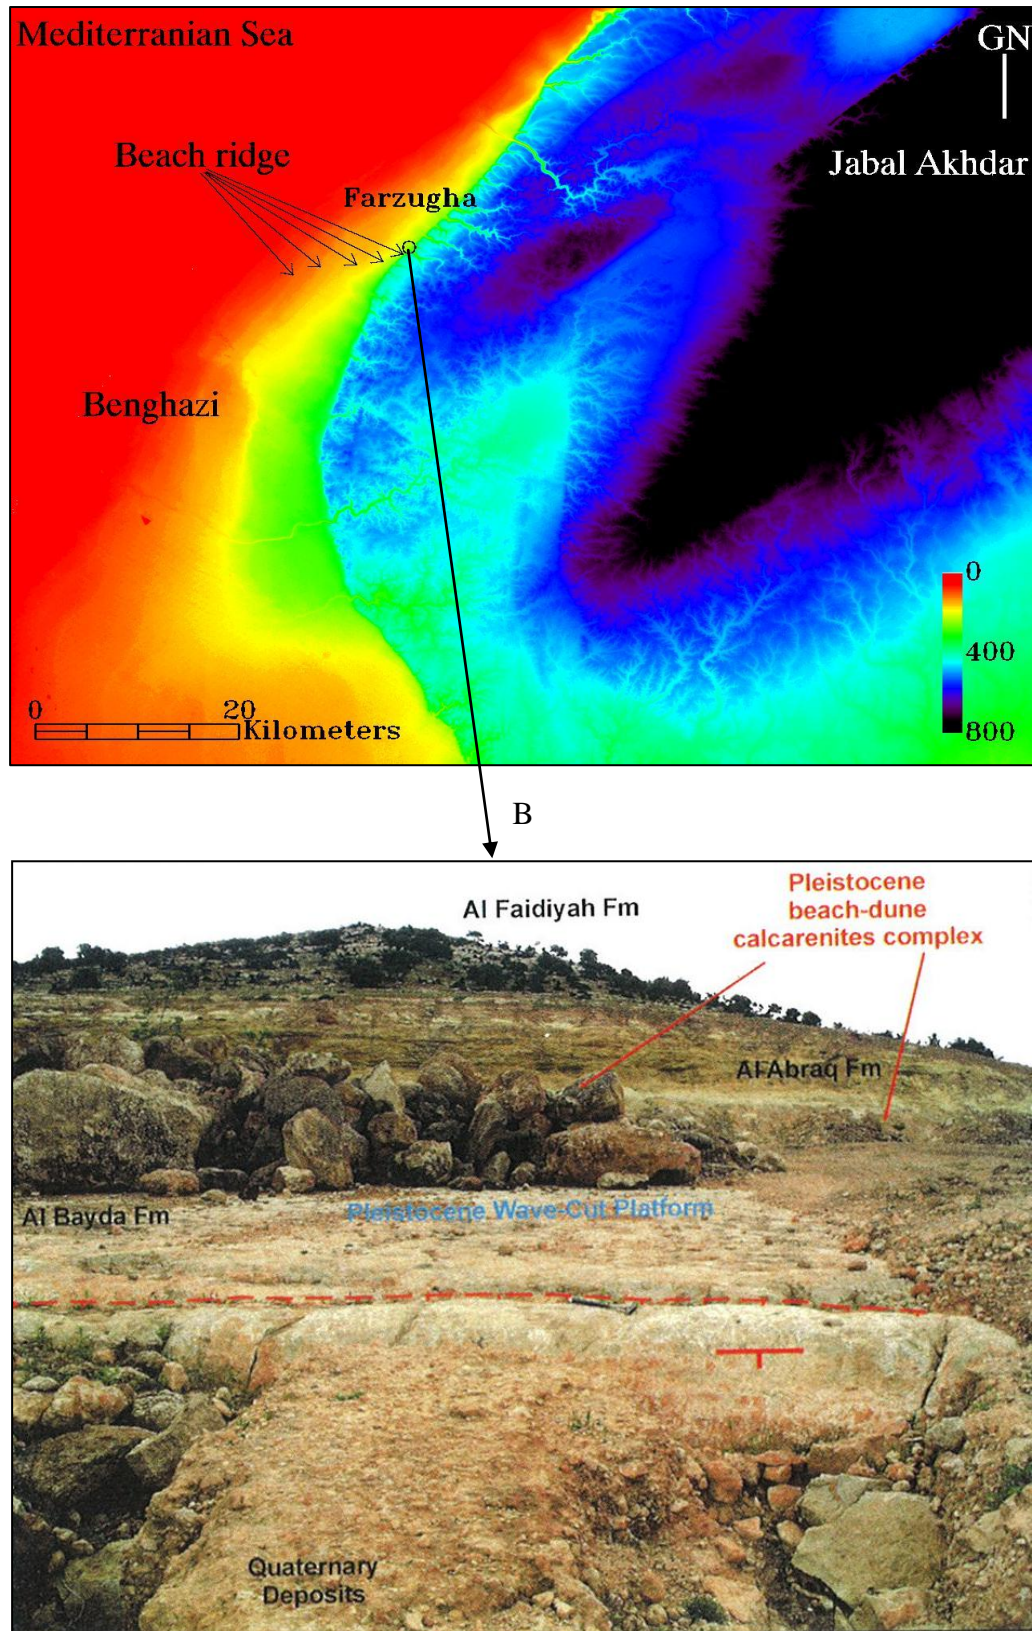 Mediterranian Sea
GN
Beach ridge
Jabal Akhdar
Farzugha
Benghazi
0
400
800
0 20
Kilometers
B
Pleistocene
beach-dune
calcarenites complex
Al Faidiyah Fm
Al Abraq Fm
Al Bayda Fm
Pleistocene Wave-Cut Platform
Quaternary
Deposits